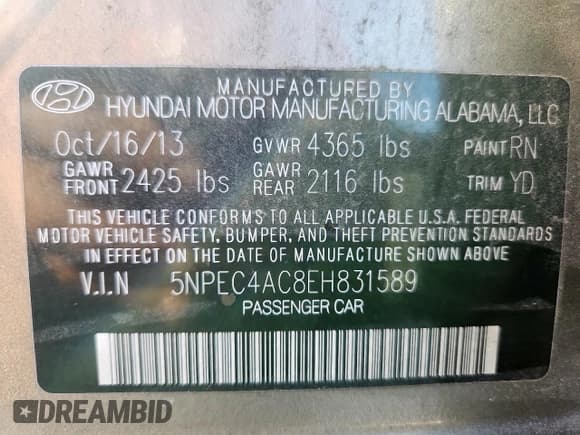 MANUFACTURED BY
HYUNDAI MOTOR MANUFACTURING ALABAMA, LLC
Oct/16/13 GVWR 4365 lbs PAINT RN
GAWR FRONT 2425 lbs GAWR REAR 2116 lbs TRIM YD
THIS VEHICLE CONFORMS TO ALL APPLICABLE U.S.A. FEDERAL
MOTOR VEHICLE SAFETY, BUMPER, AND THEFT PREVENTION STANDARDS
IN EFFECT ON THE DATE OF MANUFACTURE SHOWN ABOVE.
V.I.N 5NPEC4AC8EH831589
PASSENGER CAR
DREAMBID